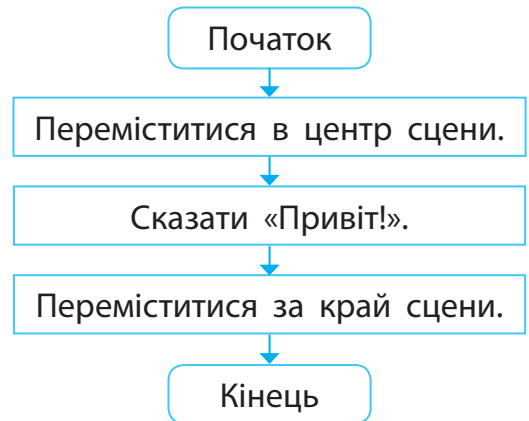 Початок
Переміститися в центр сцени.
Сказати «Привіт!».
Переміститися за край сцени.
Кінець